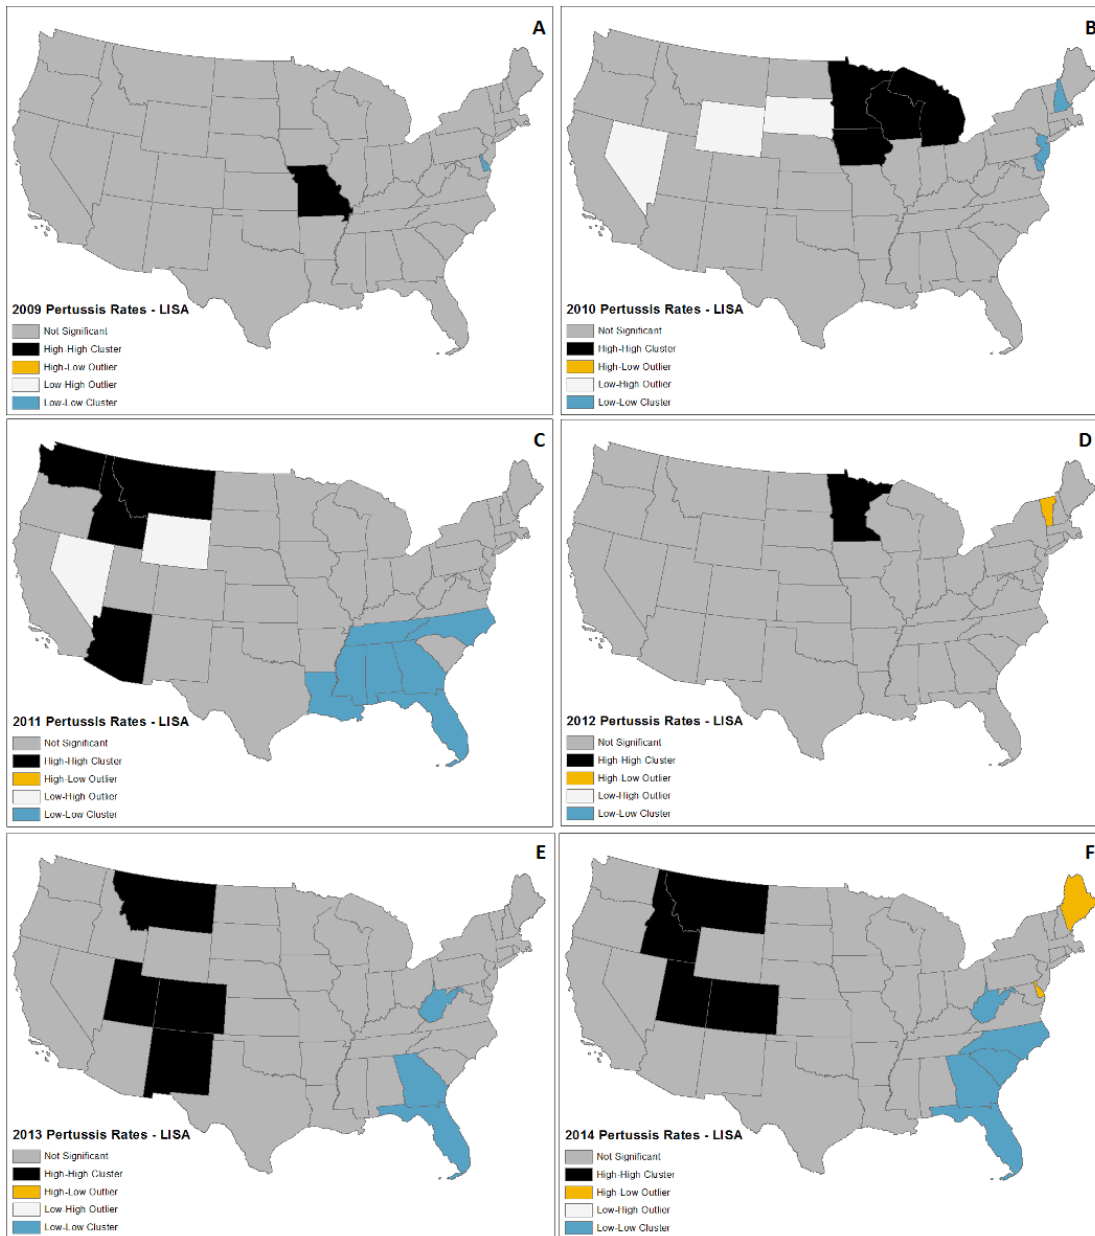 A
2009 Pertussis Rates - LISA
Not Significant
High-High Cluster
High-Low Outlier
Low-High Outlier
Low-Low Cluster
B
2010 Pertussis Rates - LISA
Not Significant
High-High Cluster
High-Low Outlier
Low-High Outlier
Low-Low Cluster
C
2011 Pertussis Rates - LISA
Not Significant
High-High Cluster
High-Low Outlier
Low-High Outlier
Low-Low Cluster
D
2012 Pertussis Rates - LISA
Not Significant
High-High Cluster
High-Low Outlier
Low-High Outlier
Low-Low Cluster
E
2013 Pertussis Rates - LISA
Not Significant
High-High Cluster
High-Low Outlier
Low-High Outlier
Low-Low Cluster
F
2014 Pertussis Rates - LISA
Not Significant
High-High Cluster
High-Low Outlier
Low-High Outlier
Low-Low Cluster